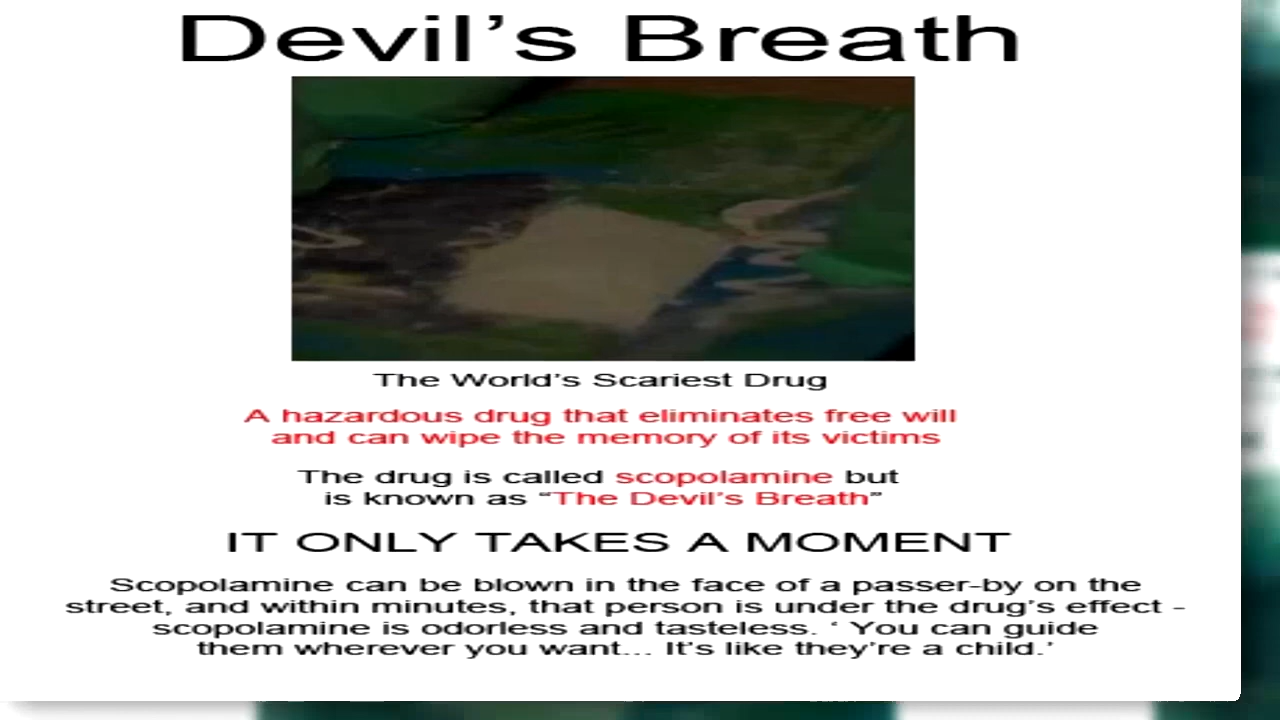 Devil’s Breath
The World’s Scariest Drug
A hazardous drug that eliminates free will
and can wipe the memory of its victims
The drug is called scopolamine but
is known as “The Devil’s Breath”
IT ONLY TAKES A MOMENT
Scopolamine can be blown in the face of a passer-by on the
street, and within minutes, that person is under the drug’s effect -
scopolamine is odorless and tasteless. ‘ You can guide
them wherever you want... It’s like they’re a child.’